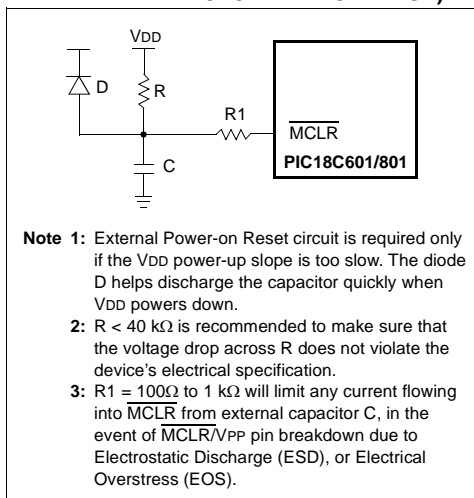 VDD
D
R
R1
MCLR
C
PIC18C601/801
Note 1: External Power-on Reset circuit is required only
if the VDD power-up slope is too slow. The diode
D helps discharge the capacitor quickly when
VDD powers down.
2: R < 40 kΩ is recommended to make sure that
the voltage drop across R does not violate the
device's electrical specification.
3: R1 = 100Ω to 1 kΩ will limit any current flowing
into MCLR from external capacitor C, in the
event of MCLR/VPP pin breakdown due to
Electrostatic Discharge (ESD), or Electrical
Overstress (EOS).